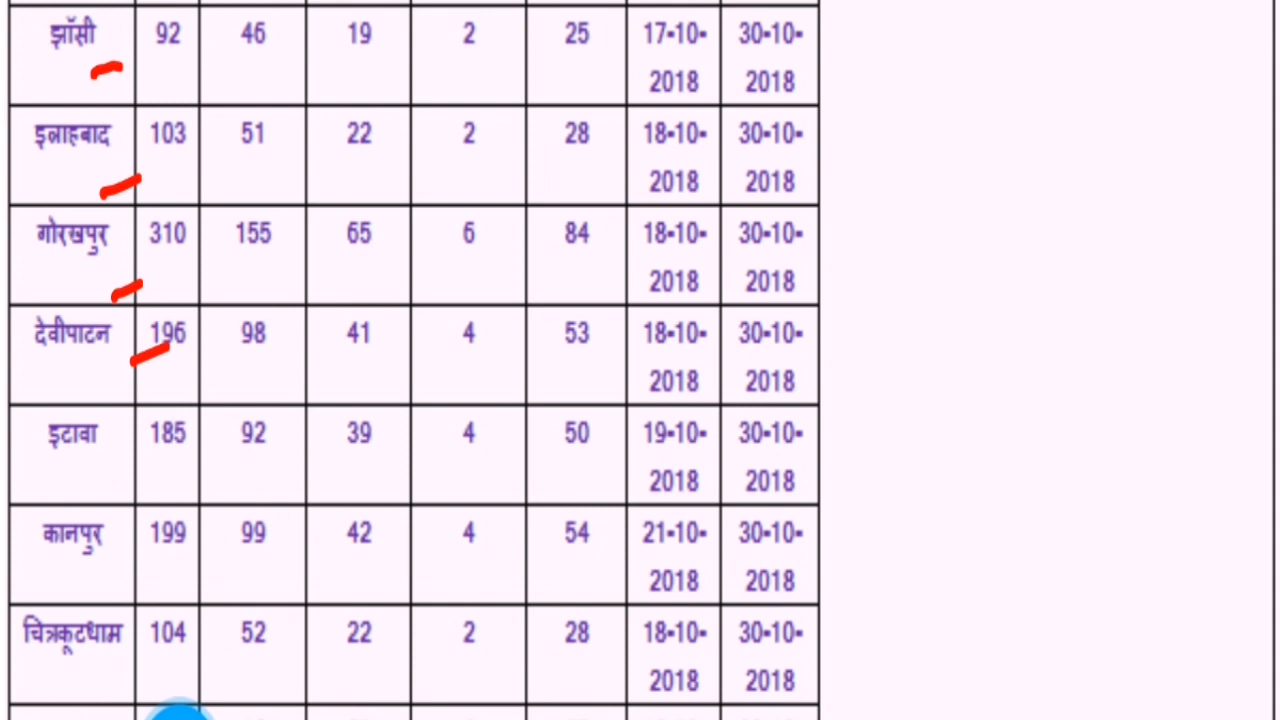 झाॅसी 92 46 19 2 25 17-10- 30-10-
2018 2018
इलाहबाद 103 51 22 2 28 18-10- 30-10-
2018 2018
गोरखपुर 310 155 65 6 84 18-10- 30-10-
2018 2018
देवीपाटन 196 98 41 4 53 18-10- 30-10-
2018 2018
इटावा 185 92 39 4 50 19-10- 30-10-
2018 2018
कानपुर 199 99 42 4 54 21-10- 30-10-
2018 2018
चित्रकूटधाम 104 52 22 2 28 18-10- 30-10-
2018 2018